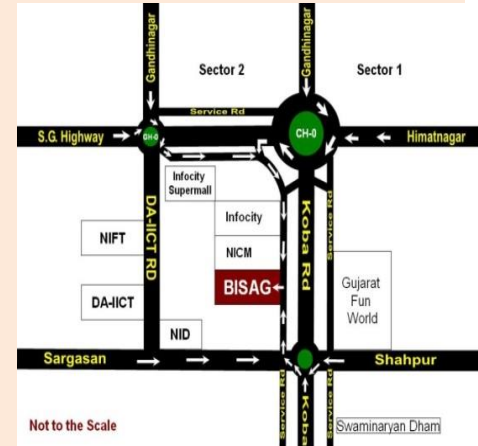 Gandhinagar
Gandhinagar
Sector 2
Sector 1
Service Rd
S.G. Highway
CH-0
CH-0
Himatnagar
Infocity
Supermall
DA-IICT RD
Koba Rd
Service Rd
Infocity
NIFT
NICM
BISAG
Gujarat
Fun
World
DA-IICT
NID
Sargasan
Shahpur
Service Rd
Koba
Service Rd
Not to the Scale
Swaminaryan Dham